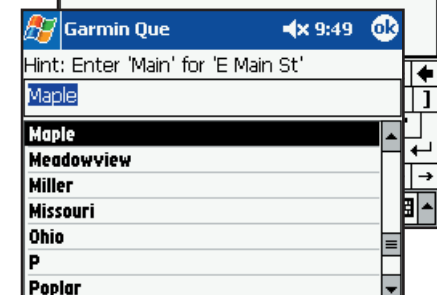 Garmin Que 9:49 ok
Hint: Enter 'Main' for 'E Main St'
Maple
Maple
Meadowview
Miller
Missouri
Ohio
P
Poplar
]